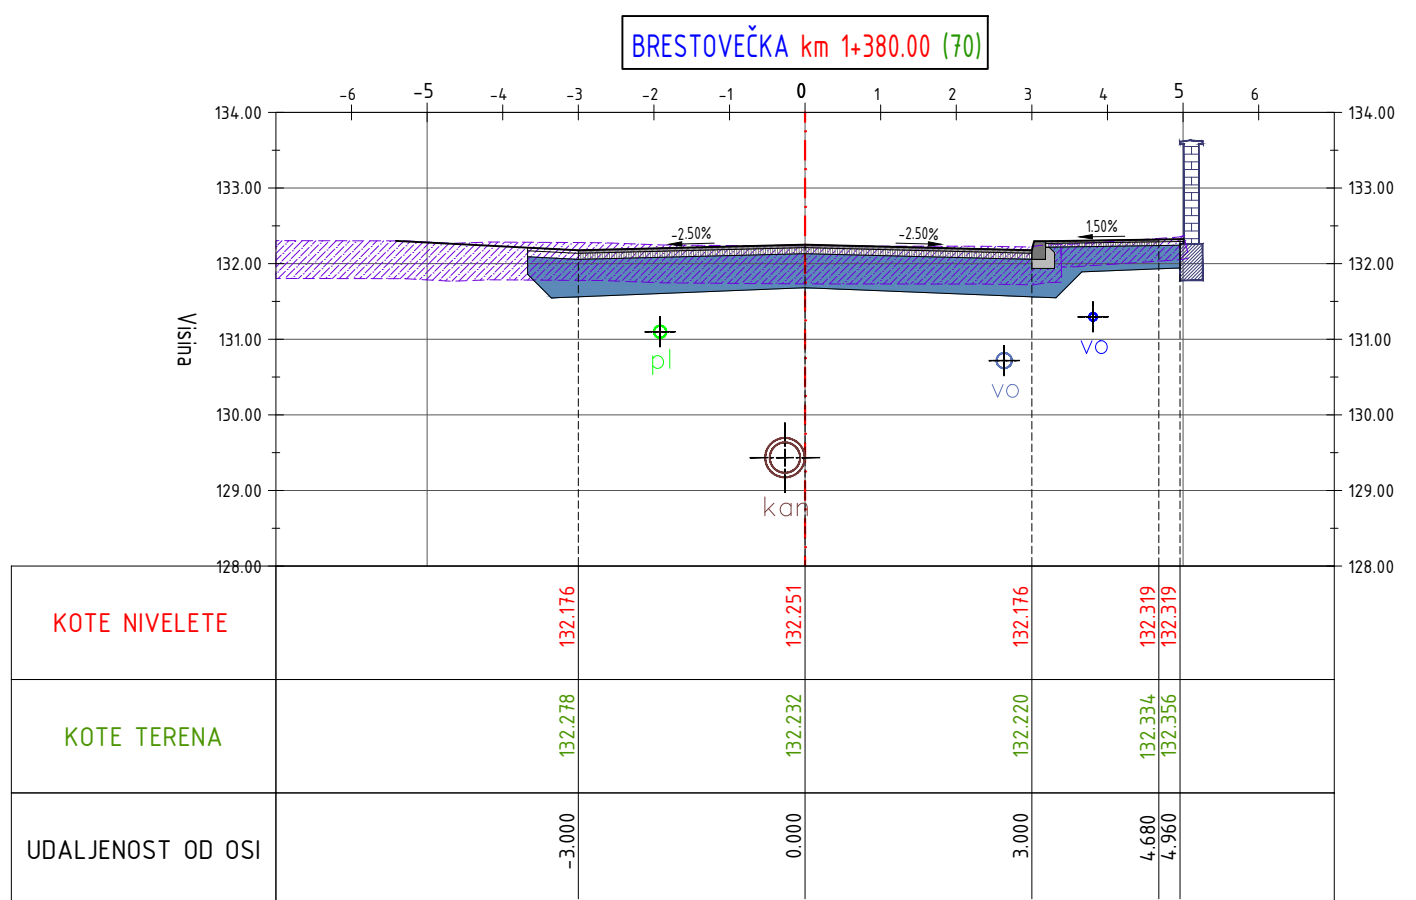 BRESTOVEČKA km 1+380.00 (70)
-6 -5 -4 -3 -2 -1 0 1 2 3 4 5 6
134.00 134.00
133.00 133.00
-2.50% -2.50% 1.50%
132.00 132.00
Visina
131.00 131.00
pl vo vo
130.00 130.00
129.00 129.00
kan
128.00 128.00
KOTE NIVELETE 132.176 132.251 132.176 132.319 132.319
KOTE TERENA 132.278 132.232 132.220 132.334 132.356
UDALJENOST OD OSI -3.000 0.000 3.000 4.680 4.960